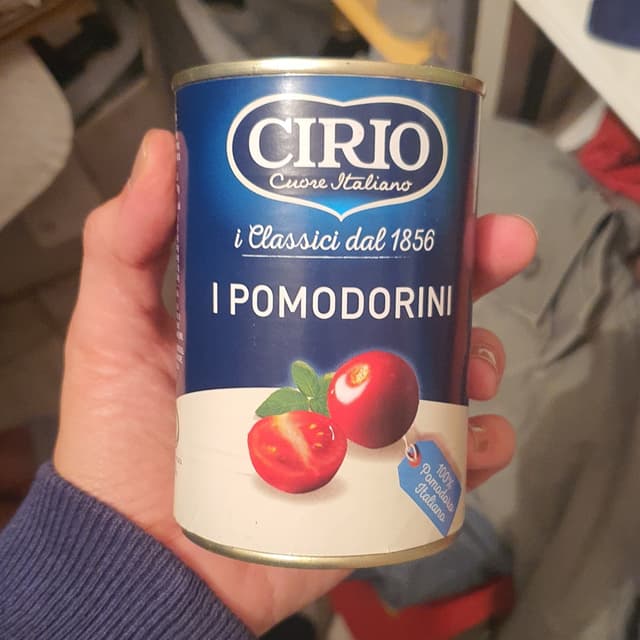 CIRIO
Cuore Italiano
i Classici dal 1856
I POMODORINI
100%
Pomodoro
Italiano